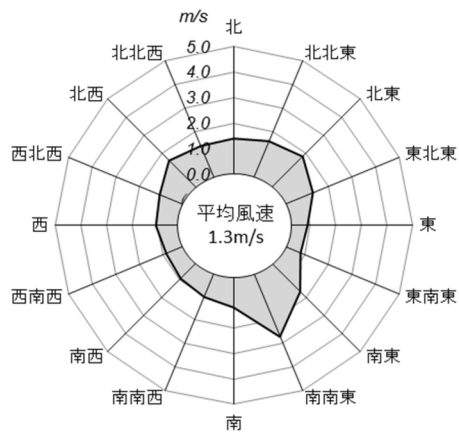 m/s
北
北北西
北北東
5.0
4.0
北西
北東
3.0
2.0
西北西
東北東
1.0
0.0
平均風速
西
東
1.3m/s
西南西
東南東
南西
南東
南南西
南南東
南